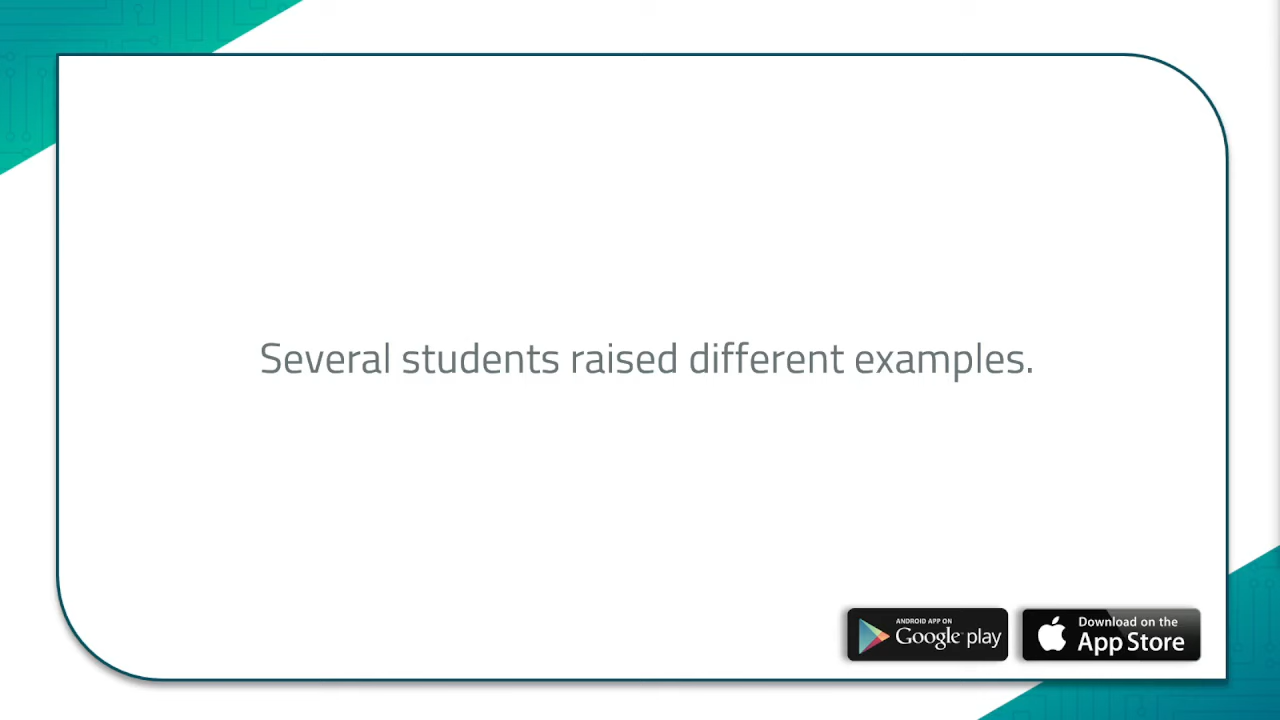 Several students raised different examples.
ANDROID APP ON
Google play
Download on the
App Store